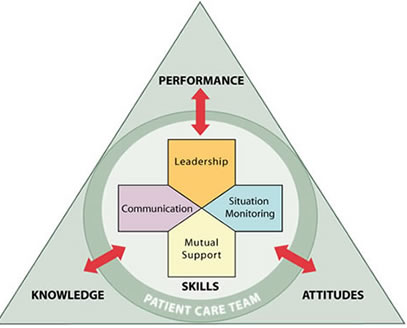 PERFORMANCE
Leadership
Communication
Situation
Monitoring
Mutual
Support
SKILLS
KNOWLEDGE
ATTITUDES
PATIENT CARE TEAM